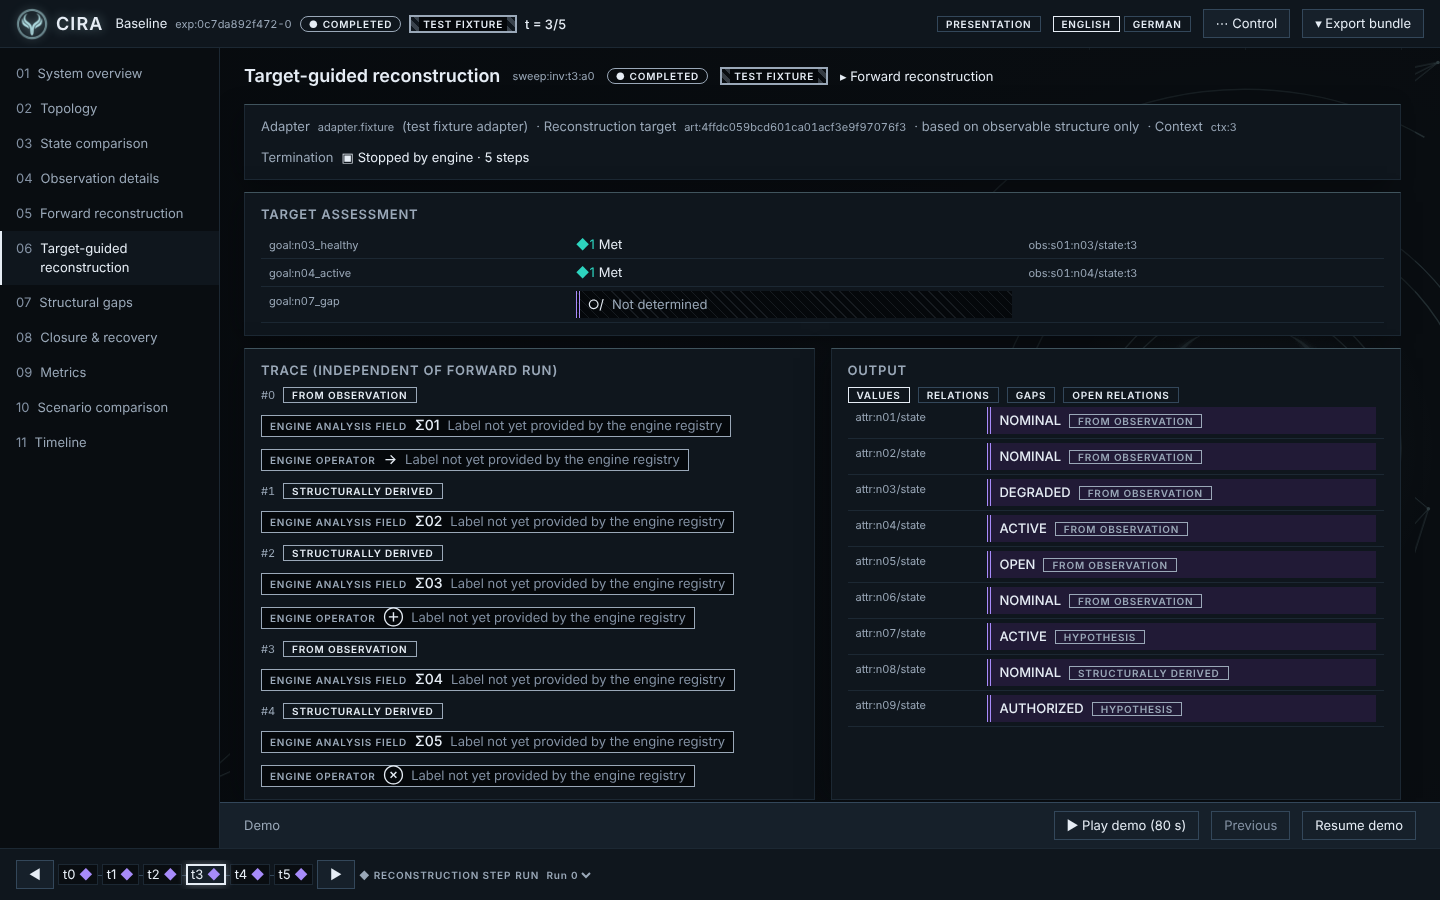 CIRA Baseline exp:0c7da892f472-0 COMPLETED TEST FIXTURE t = 3/5 PRESENTATION ENGLISH GERMAN ··· Control ▾ Export bundle
01 System overview
02 Topology
03 State comparison
04 Observation details
05 Forward reconstruction
06 Target-guided
reconstruction
07 Structural gaps
08 Closure & recovery
09 Metrics
10 Scenario comparison
11 Timeline
Target-guided reconstruction sweep:inv:t3:a0 COMPLETED TEST FIXTURE ▸ Forward reconstruction
Adapter adapter.fixture (test fixture adapter) · Reconstruction target art:4ffdc059bcd601ca01acf3e9f97076f3 · based on observable structure only · Context ctx:3
Termination ▣ Stopped by engine · 5 steps
TARGET ASSESSMENT
goal:n03_healthy ◆1 Met obs:s1:n03/state:t3
goal:n04_active ◆1 Met obs:s1:n04/state:t3
goal:n07_gap O/ Not determined
TRACE (INDEPENDENT OF FORWARD RUN)
#0 FROM OBSERVATION
ENGINE ANALYSIS FIELD Σ01 Label not yet provided by the engine registry
ENGINE OPERATOR → Label not yet provided by the engine registry
#1 STRUCTURALLY DERIVED
ENGINE ANALYSIS FIELD Σ02 Label not yet provided by the engine registry
#2 STRUCTURALLY DERIVED
ENGINE ANALYSIS FIELD Σ03 Label not yet provided by the engine registry
ENGINE OPERATOR ⊕ Label not yet provided by the engine registry
#3 FROM OBSERVATION
ENGINE ANALYSIS FIELD Σ04 Label not yet provided by the engine registry
#4 STRUCTURALLY DERIVED
ENGINE ANALYSIS FIELD Σ05 Label not yet provided by the engine registry
ENGINE OPERATOR ⊗ Label not yet provided by the engine registry
OUTPUT
VALUES RELATIONS GAPS OPEN RELATIONS
attr:n01/state NOMINAL FROM OBSERVATION
attr:n02/state NOMINAL FROM OBSERVATION
attr:n03/state DEGRADED FROM OBSERVATION
attr:n04/state ACTIVE FROM OBSERVATION
attr:n05/state OPEN FROM OBSERVATION
attr:n06/state NOMINAL FROM OBSERVATION
attr:n07/state ACTIVE HYPOTHESIS
attr:n08/state NOMINAL STRUCTURALLY DERIVED
attr:n09/state AUTHORIZED HYPOTHESIS
Demo ▶ Play demo (80 s) Previous Resume demo
◀ t0 ◆ t1 ◆ t2 ◆ t3 ◆ t4 ◆ t5 ◆ ▶ ◆ RECONSTRUCTION STEP RUN Run 0